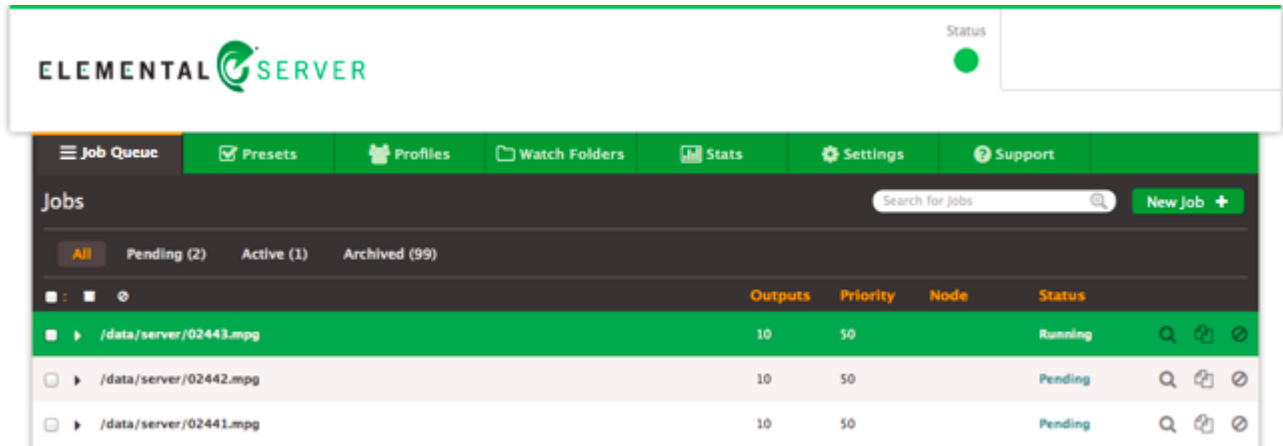 Status
ELEMENTAL SERVER
Job Queue Presets Profiles Watch Folders Stats Settings Support
Jobs Search for Jobs New Job +
All Pending (2) Active (1) Archived (99)
: Outputs Priority Node Status
/data/server/02443.mpg 10 50 Running
/data/server/02442.mpg 10 50 Pending
/data/server/02441.mpg 10 50 Pending